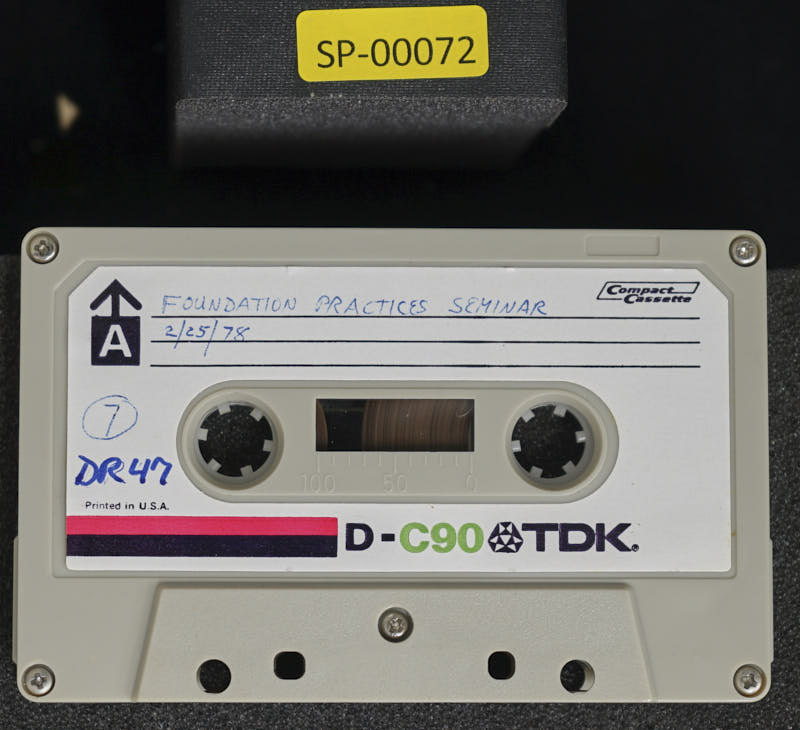 SP-00072
FOUNDATION PRACTICES SEMINAR
Compact
Cassette
2/25/78
A
7
DR47
100 50 0
Printed in U.S.A.
D-C90 TDK.